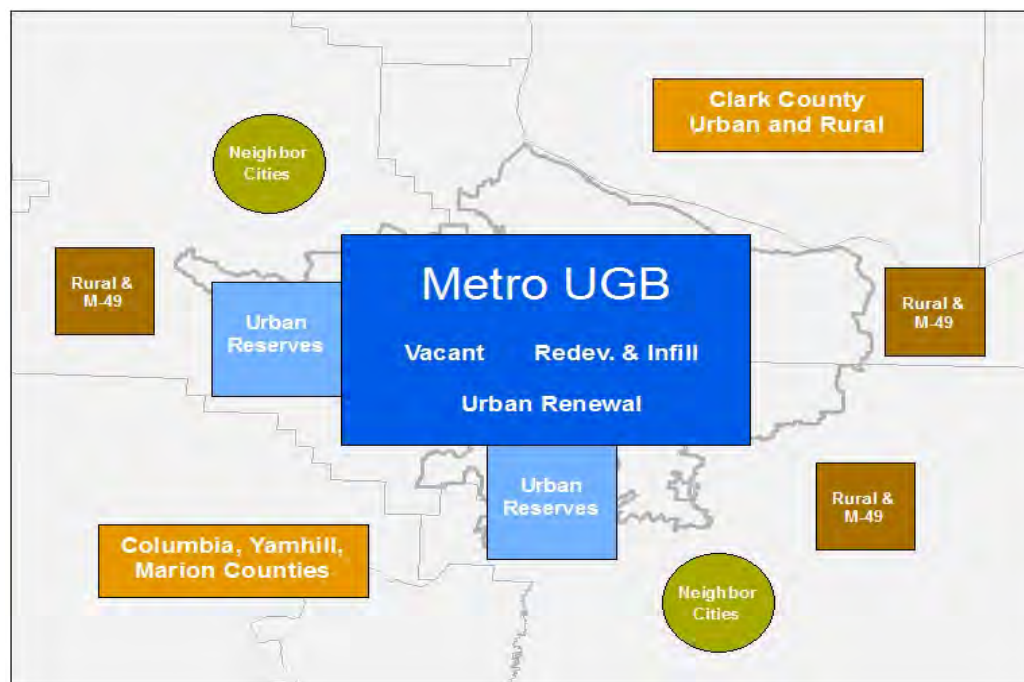 Clark County
Urban and Rural
Neighbor
Cities
Metro UGB
Vacant
Redev. & Infill
Urban Renewal
Rural &
M-49
Urban
Reserves
Rural &
M-49
Urban
Reserves
Rural &
M-49
Columbia, Yamhill,
Marion Counties
Neighbor
Cities